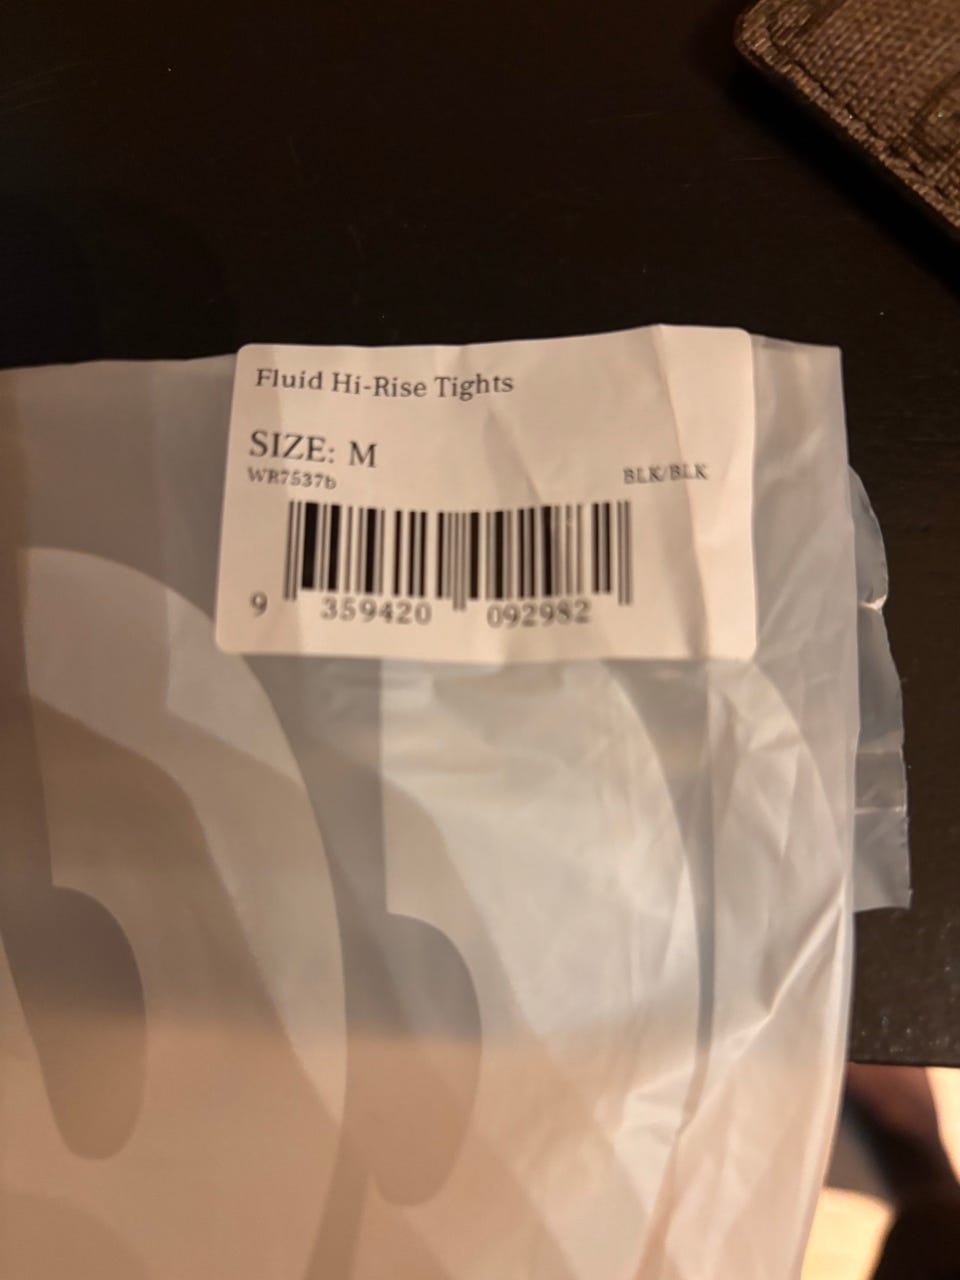 Fluid Hi-Rise Tights
SIZE: M
WR7537b
BLK/BLK
9 359420 092982